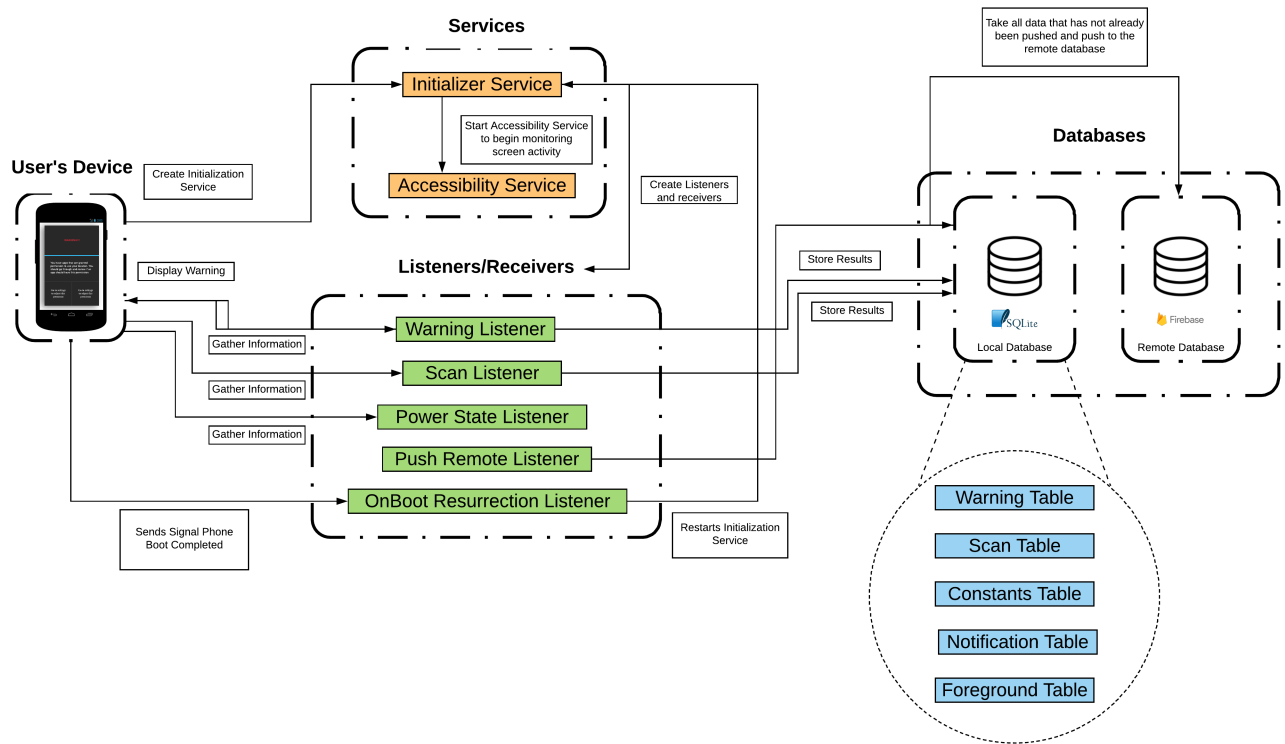 Take all data that has not already
been pushed and push to the
remote database
Services
Initializer Service
Start Accessibility Service
to begin monitoring
screen activity
Accessibility Service
Databases
User's Device
Create Initialization
Service
Create Listeners
and receivers
Display Warning
Listeners/Receivers
Store Results
Store Results
Warning Listener
Gather Information
Scan Listener
Gather Information
Power State Listener
Gather Information
Push Remote Listener
OnBoot Resurrection Listener
Sends Signal Phone
Boot Completed
Restarts Initialization
Service
SQLite
Local Database
Firebase
Remote Database
Warning Table
Scan Table
Constants Table
Notification Table
Foreground Table